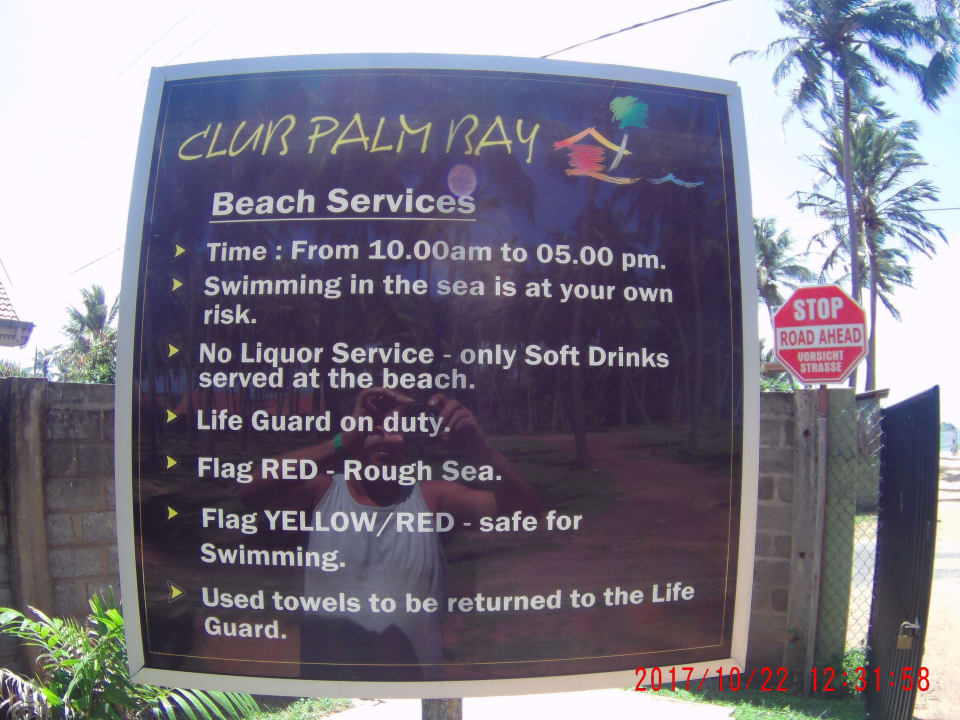 CLUB PALM BAY
Beach Services
Time : From 10.00am to 05.00 pm.
Swimming in the sea is at your own
risk.
No Liquor Service - only Soft Drinks
served at the beach.
Life Guard on duty.
Flag RED - Rough Sea.
Flag YELLOW/RED - safe for
Swimming.
Used towels to be returned to the Life
Guard.
STOP
ROAD AHEAD
VORSICHT
STRASSE
2017/10/22 12:31:58